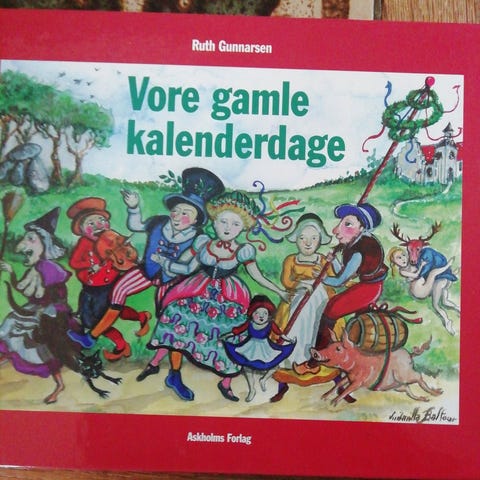 Ruth Gunnarsen
Vore gamle
kalenderdage
Askholms Forlag